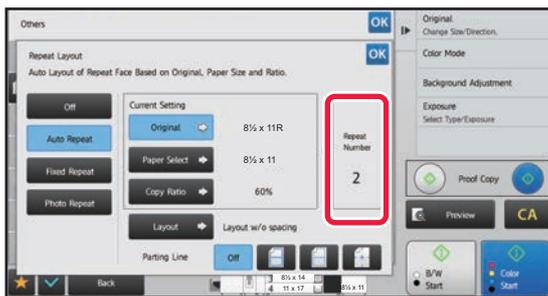 Others
OK
Repeat Layout
OK
Auto Layout of Repeat Face Based on Original, Paper Size and Ratio.
Off
Auto Repeat
Fixed Repeat
Photo Repeat
Current Setting
Original
8½ x 11R
Paper Select
8½ x 11
Copy Ratio
60%
Layout
Layout w/o spacing
Parting Line
Off
Repeat
Number
2
Back
8½ x 14
4 11 x 17
8½ x 11
Original
Change Size/Direction.
Color Mode
Background Adjustment
Exposure
Select Type/Exposure
Proof Copy
Preview
CA
B/W
Start
Color
Start